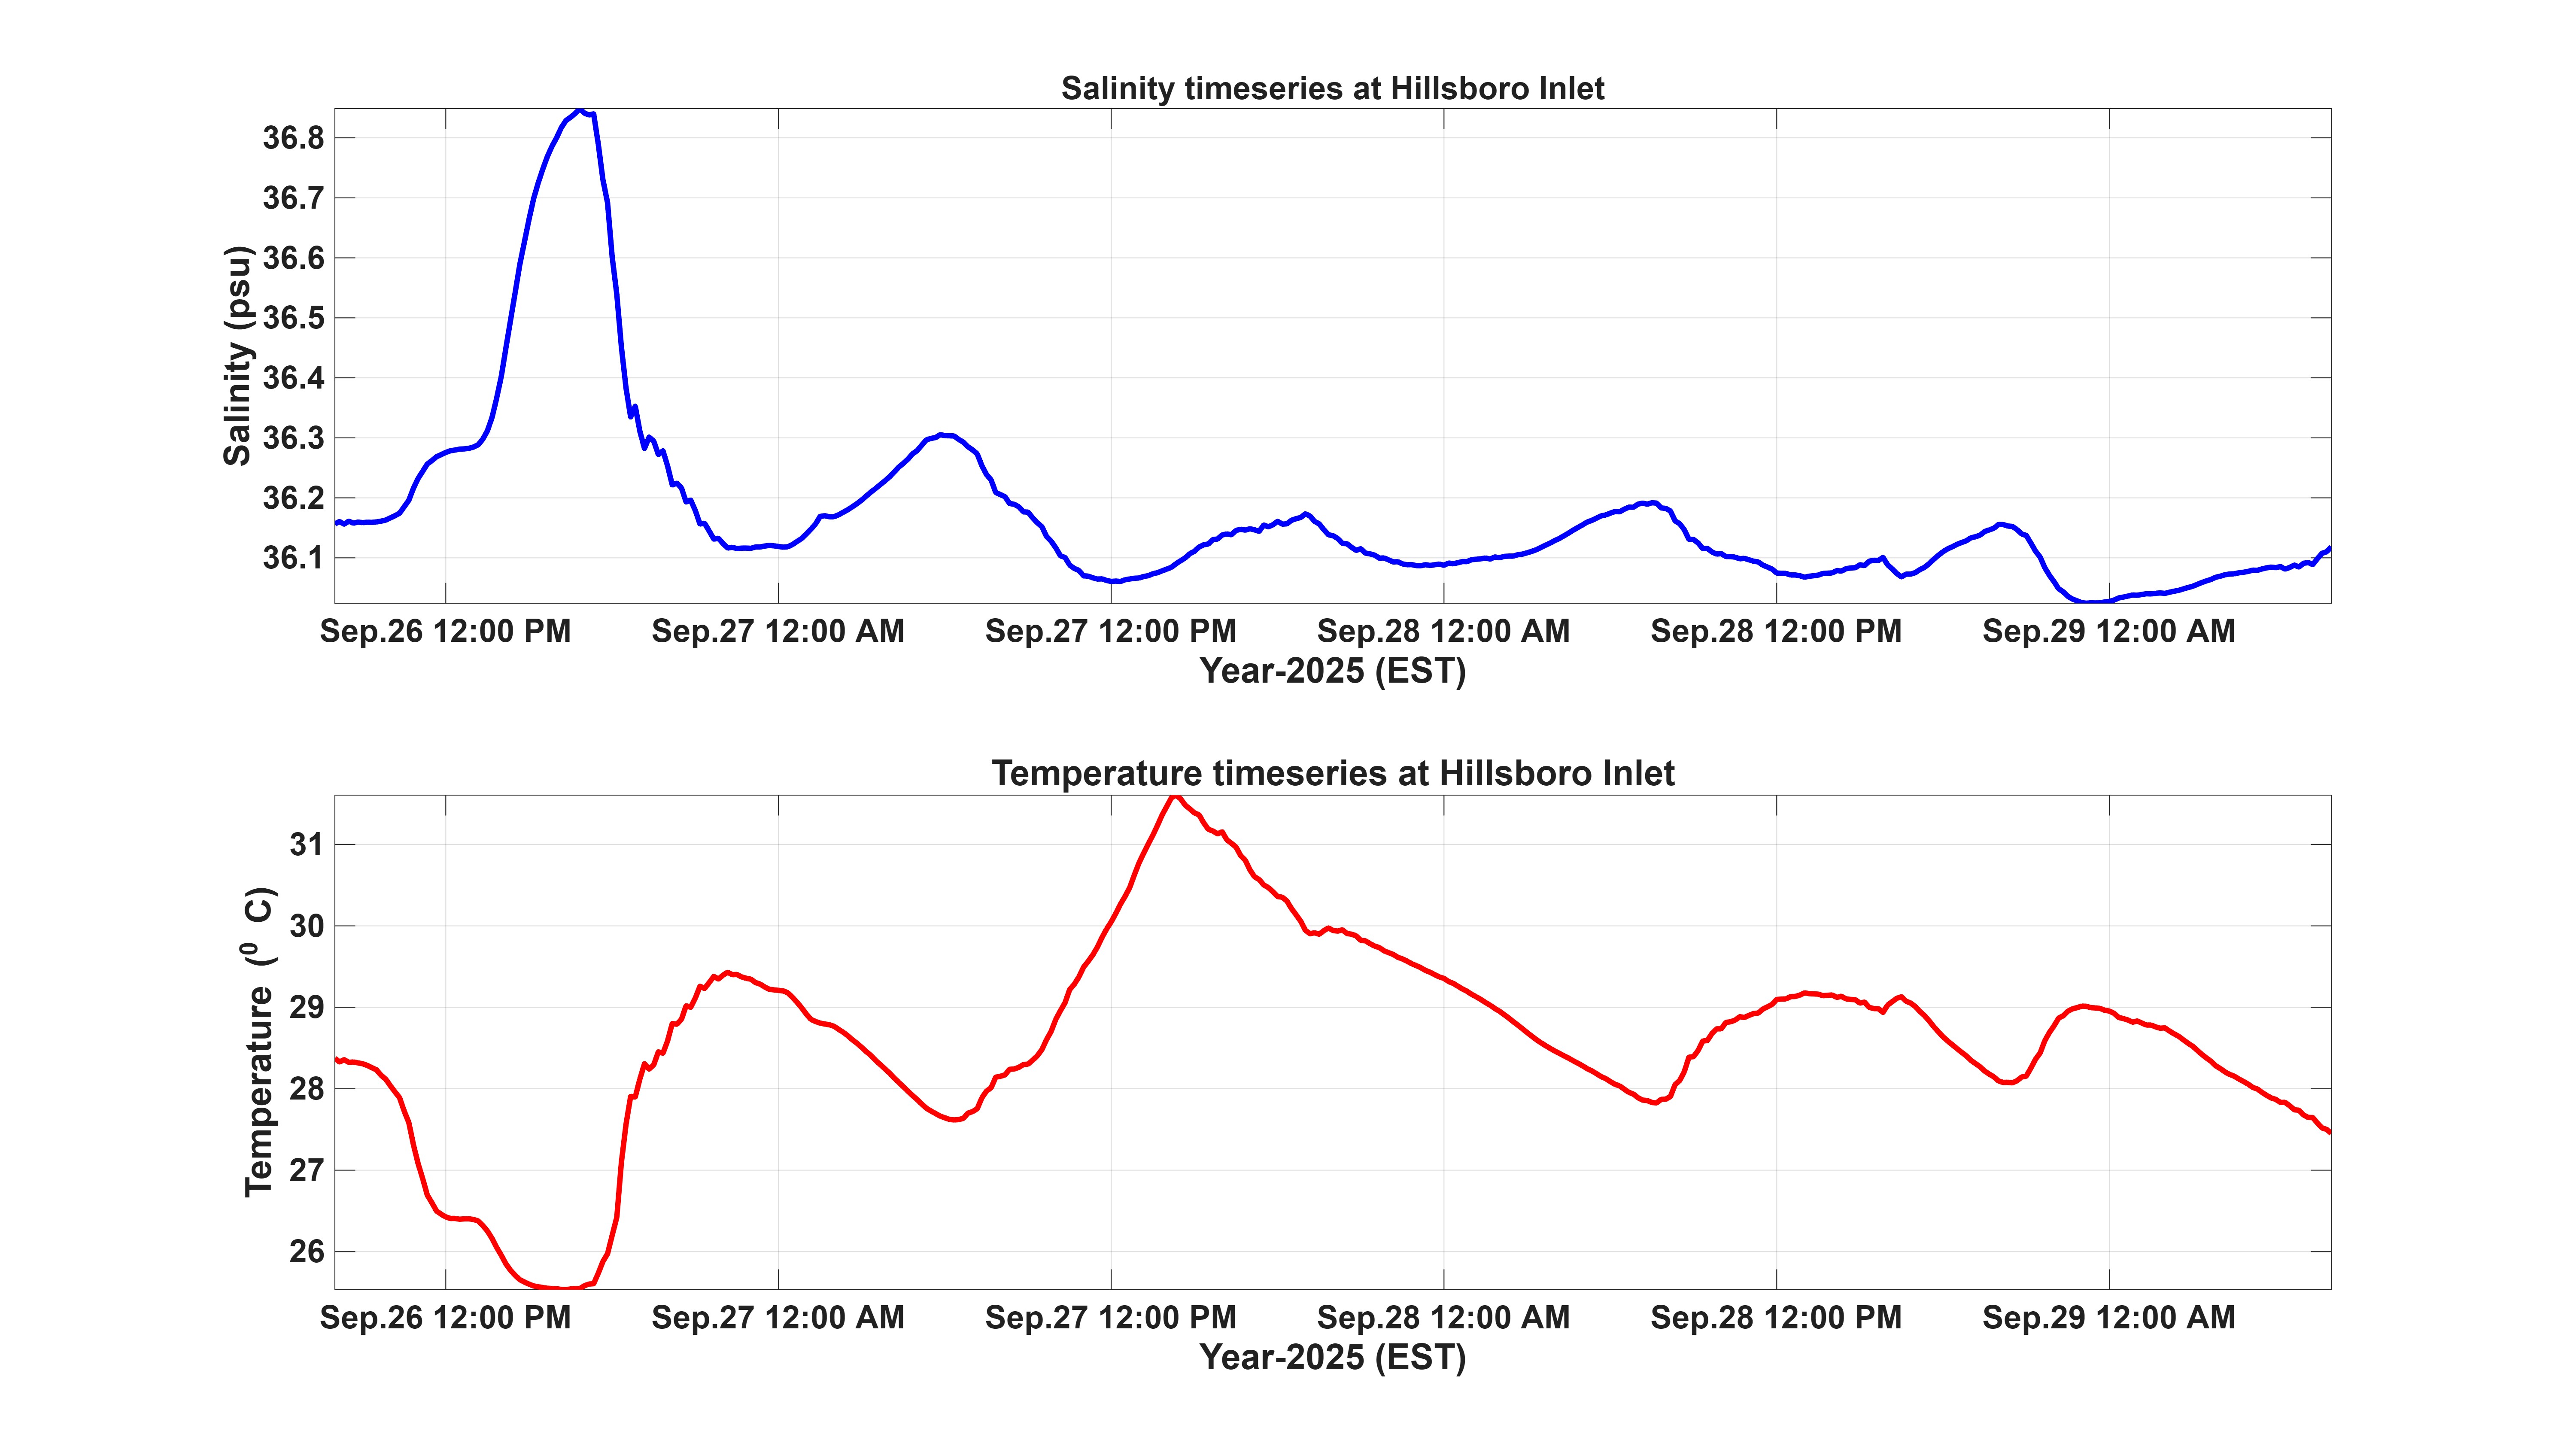 Salinity timeseries at Hillsboro Inlet
Salinity (psu)
36.8
36.7
36.6
36.5
36.4
36.3
36.2
36.1
Sep.26 12:00 PM Sep.27 12:00 AM Sep.27 12:00 PM Sep.28 12:00 AM Sep.28 12:00 PM Sep.29 12:00 AM
Year-2025 (EST)
Temperature timeseries at Hillsboro Inlet
Temperature (⁰ C)
31
30
29
28
27
26
Sep.26 12:00 PM Sep.27 12:00 AM Sep.27 12:00 PM Sep.28 12:00 AM Sep.28 12:00 PM Sep.29 12:00 AM
Year-2025 (EST)